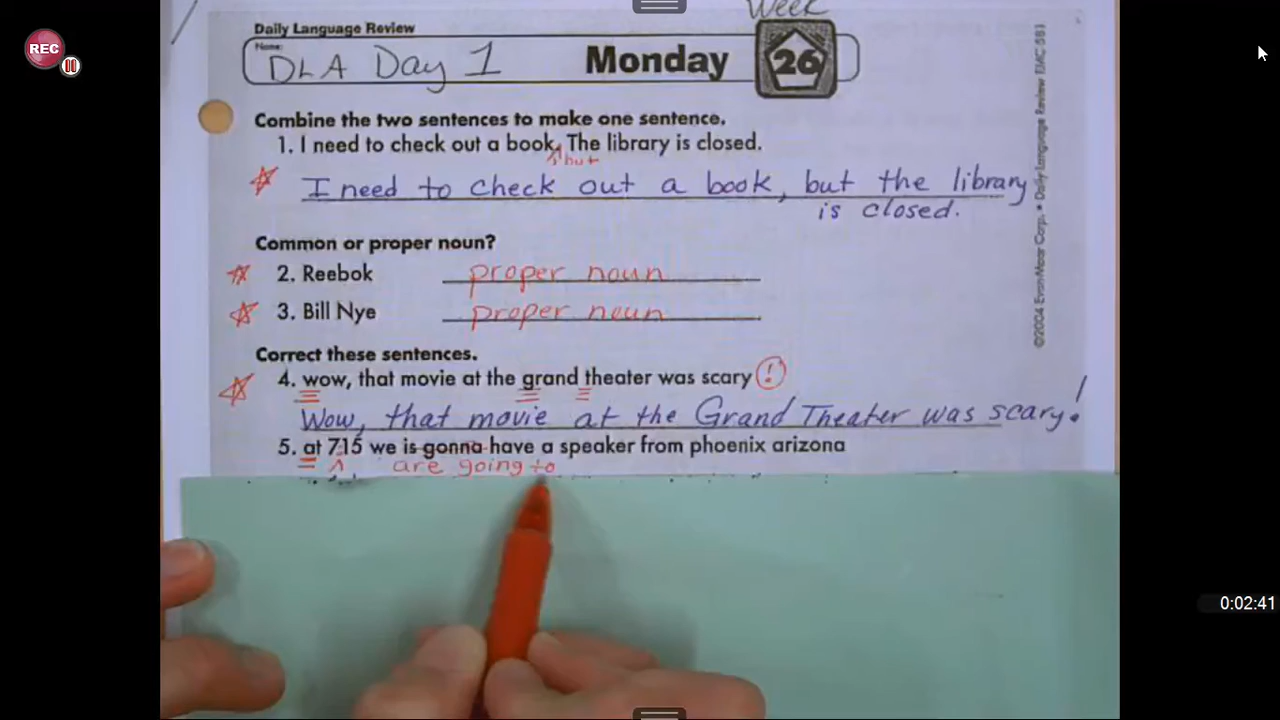 Week
REC
Daily Language Review
Name:
DLA Day 1
Monday
26
Combine the two sentences to make one sentence.
1. I need to check out a book. The library is closed.
, but
I need to check out a book, but the library
is closed.
Common or proper noun?
2. Reebok proper noun
3. Bill Nye proper noun
Correct these sentences.
4. wow, that movie at the grand theater was scary !
Wow, that movie at the Grand Theater was scary!
5. at 715 we is gonna have a speaker from phoenix arizona
are going to
©2004 Evan-Moor Corp. • Daily Language Review EMC 581
0:02:41